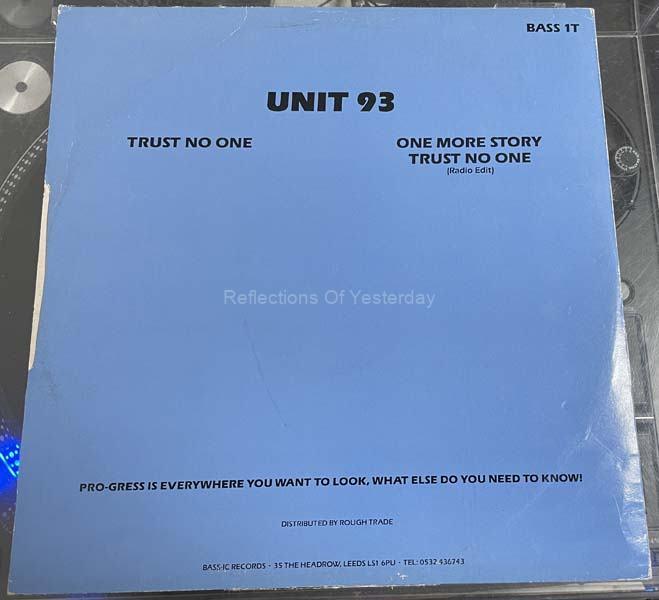 BASS 1T
UNIT 93
TRUST NO ONE
ONE MORE STORY
TRUST NO ONE
(Radio Edit)
Reflections Of Yesterday
PRO-GRESS IS EVERYWHERE YOU WANT TO LOOK, WHAT ELSE DO YOU NEED TO KNOW!
DISTRIBUTED BY ROUGH TRADE
BASS-IC RECORDS · 35 THE HEADROW, LEEDS LS1 6PU · TEL: 0532 436743